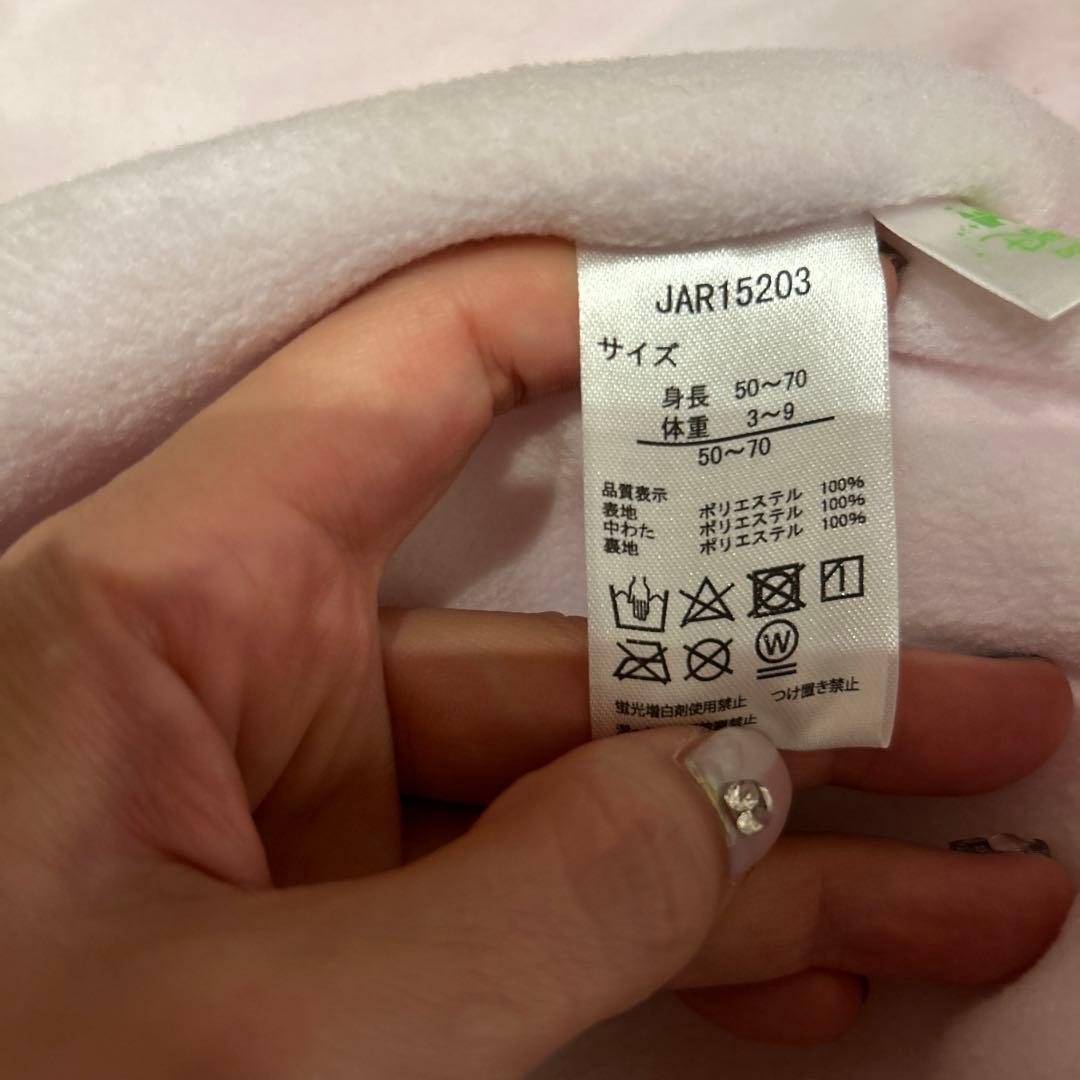 JAR15203
サイズ
身長 50～70
体重 3～9
50～70
品質表示
表地 ポリエステル 100%
中わた ポリエステル 100%
裏地 ポリエステル 100%
W
つけ置き禁止
蛍光増白剤使用禁止
禁止